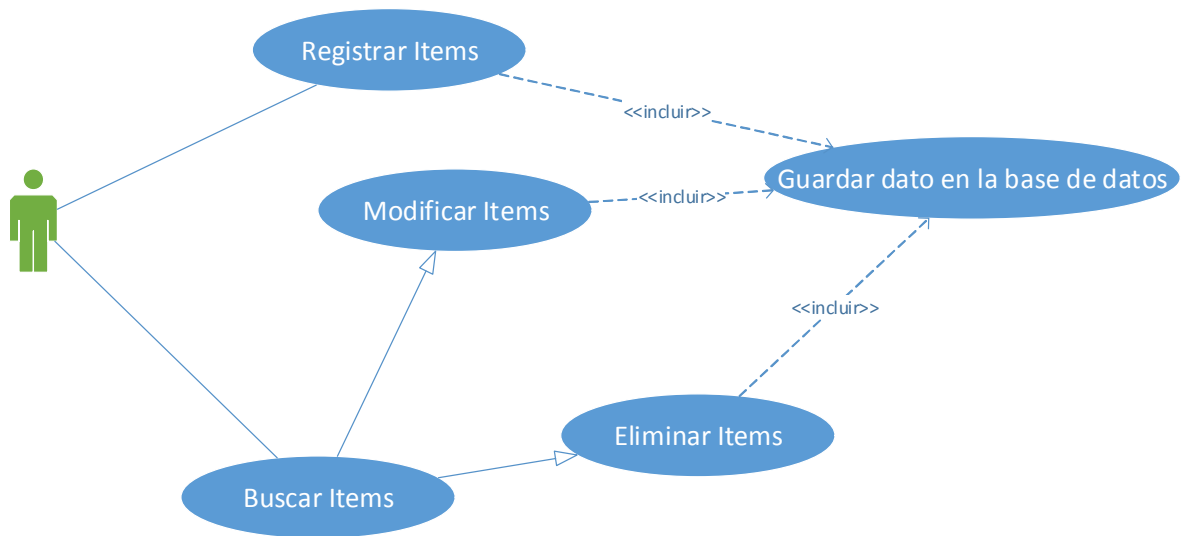 Registrar Items
<<incluir>>
Guardar dato en la base de datos
<<incluir>>
Modificar Items
<<incluir>>
Eliminar Items
Buscar Items